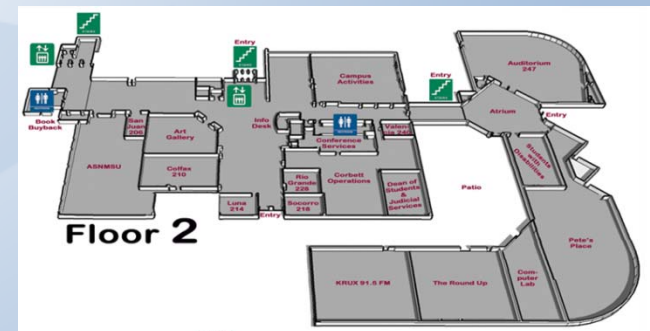 Entry
Entry
Entry
Auditorium
247
Campus
Activities
Atrium
Entry
Book
Buyback
San
Juan
206
Art
Gallery
Info
Desk
Conference
Services
ASNMSU
Colfax
210
Students
with
Disabilities
Rio
Grande
228
Corbett
Operations
Dean of
Students
&
Judicial
Services
Patio
Luna
214
Socorro
218
Entry
Floor 2
Pete's
Place
KRUX 91.5 FM
The Round Up
Com-
puter
Lab